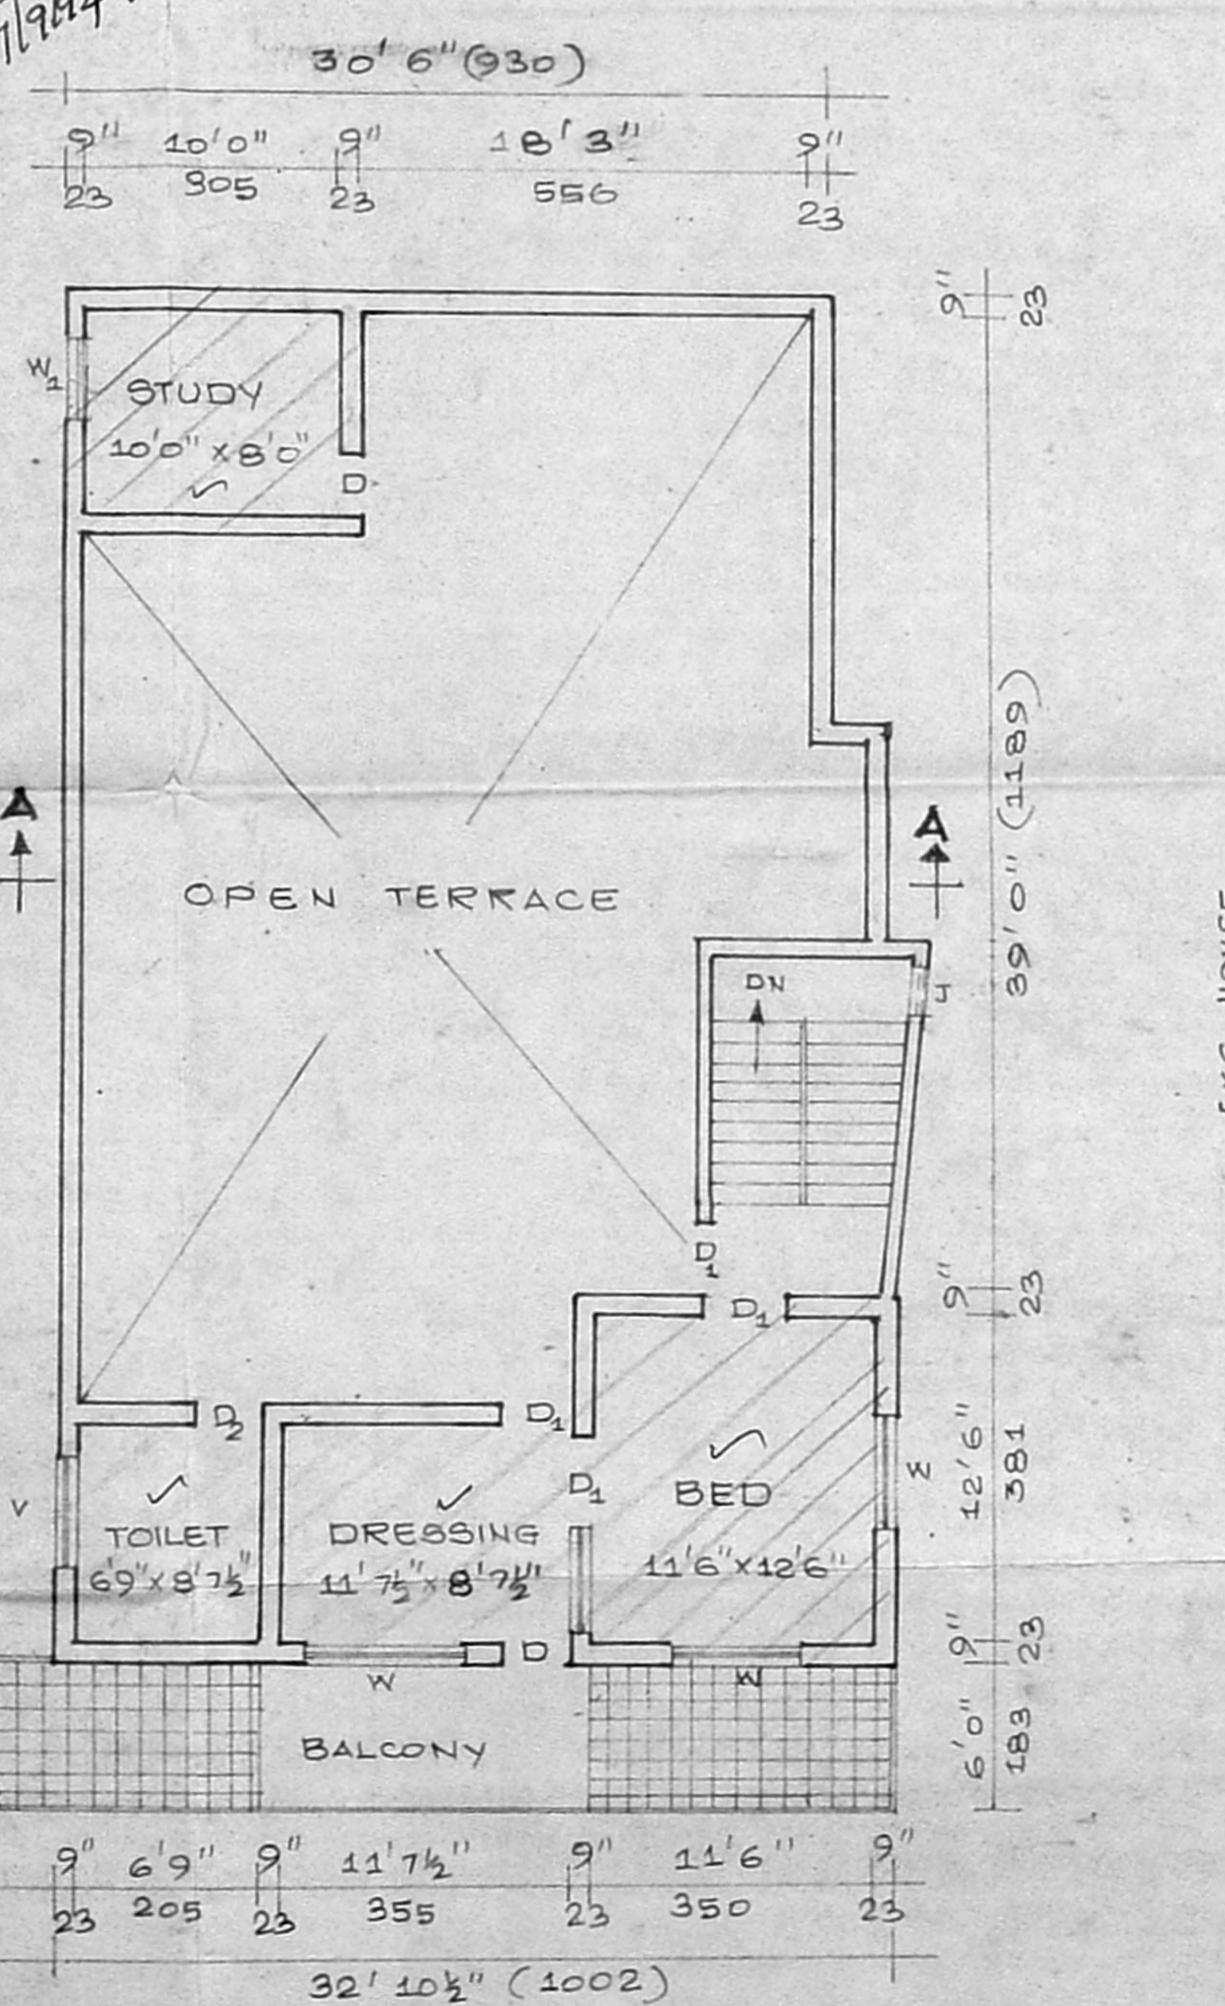 30' 6" (930)
9" 10'0" 9" 18'3" 9"
23 305 23 556 23
9" 23
W1
STUDY
10'0" x 8'0"
D
39'0" (1189)
A A
OPEN TERRACE
DN
J
D1
9" 23
D1
D2 D1
12'6" 381
W
V
D1
BED
TOILET DRESSING
6'9" x 8'7½" 11'7½" x 8'7½" 11'6" x 12'6"
9" 23
D
W W
6'0" 183
BALCONY
9" 6'9" 9" 11'7½" 9" 11'6" 9"
23 205 23 355 23 350 23
32' 10½" (1002)